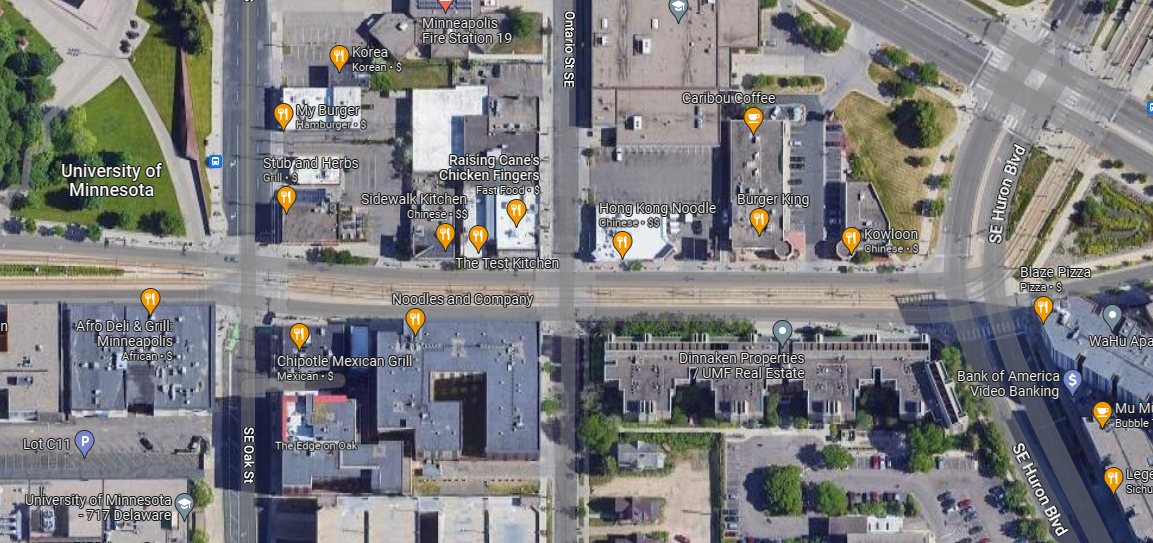 Minneapolis
Fire Station 19
Ontario St SE
Korea
Korean • $
My Burger
Hamburger • $
Caribou Coffee
University of
Minnesota
Stub and Herbs
Grill • $
Raising Cane's
Chicken Fingers
Fast Food • $
Sidewalk Kitchen
Chinese • $$
Hong Kong Noodle
Chinese • $$
Burger King
Kowloon
Chinese • $
SE Huron Blvd
The Test Kitchen
Blaze Pizza
Pizza • $
Noodles and Company
Afro Deli & Grill:
Minneapolis
African • $
Chipotle Mexican Grill
Mexican • $
Dinnaken Properties
/ UMF Real Estate
WaHu Apa
Bank of America
Video Banking
$
Mu Mi
Bubble
Lot C11
P
SE Oak St
The Edge on Oak
SE Huron Blvd
Lege
Sichu
University of Minnesota
- 717 Delaware